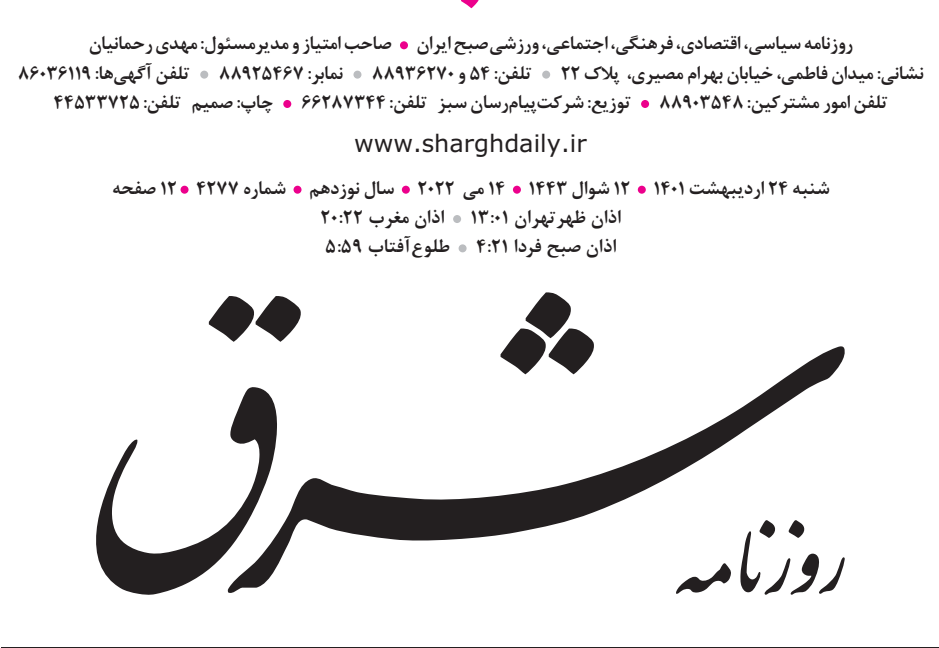 روزنامه سیاسی، اقتصادی، فرهنگی، اجتماعی، ورزشی صبح ایران • صاحب امتیاز و مدیرمسئول: مهدی رحمانیان
نشانی: میدان فاطمی، خیابان بهرام مصیری، پلاک ۲۲ • تلفن: ۵۴ و ۸۸۹۳۶۲۷۰ • نمابر: ۸۸۹۲۵۴۶۷ • تلفن آگهی‌ها: ۸۶۰۳۶۱۱۹
تلفن امور مشترکین: ۸۸۹۰۳۵۴۸ • توزیع: شرکت پیام‌رسان سبز تلفن: ۶۶۲۸۷۳۴۴ • چاپ: صمیم تلفن: ۴۴۵۳۳۷۲۵
www.sharghdaily.ir
شنبه ۲۴ اردیبهشت ۱۴۰۱ • ۱۲ شوال ۱۴۴۳ • ۱۴ می ۲۰۲۲ • سال نوزدهم • شماره ۴۲۷۷ • ۱۲ صفحه
اذان ظهر تهران ۱۳:۰۱ • اذان مغرب ۲۰:۲۲
اذان صبح فردا ۴:۲۱ • طلوع آفتاب ۵:۵۹
شرق
روزنامه